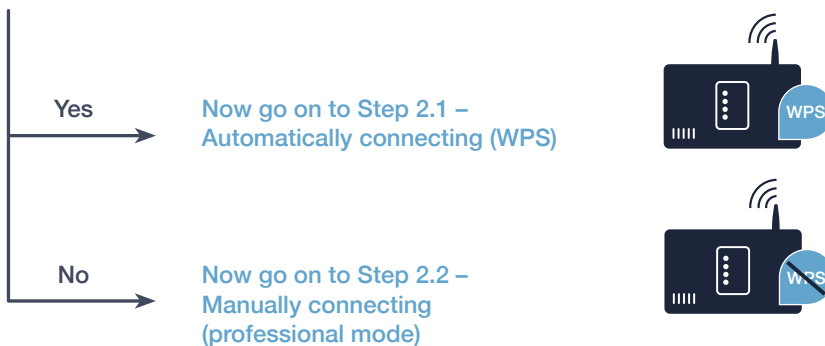 Yes
Now go on to Step 2.1 –
Automatically connecting (WPS)
WPS
No
Now go on to Step 2.2 –
Manually connecting
(professional mode)
WPS